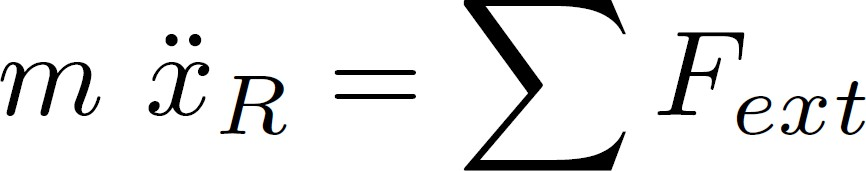 m ẍ_R = ∑ F_ext